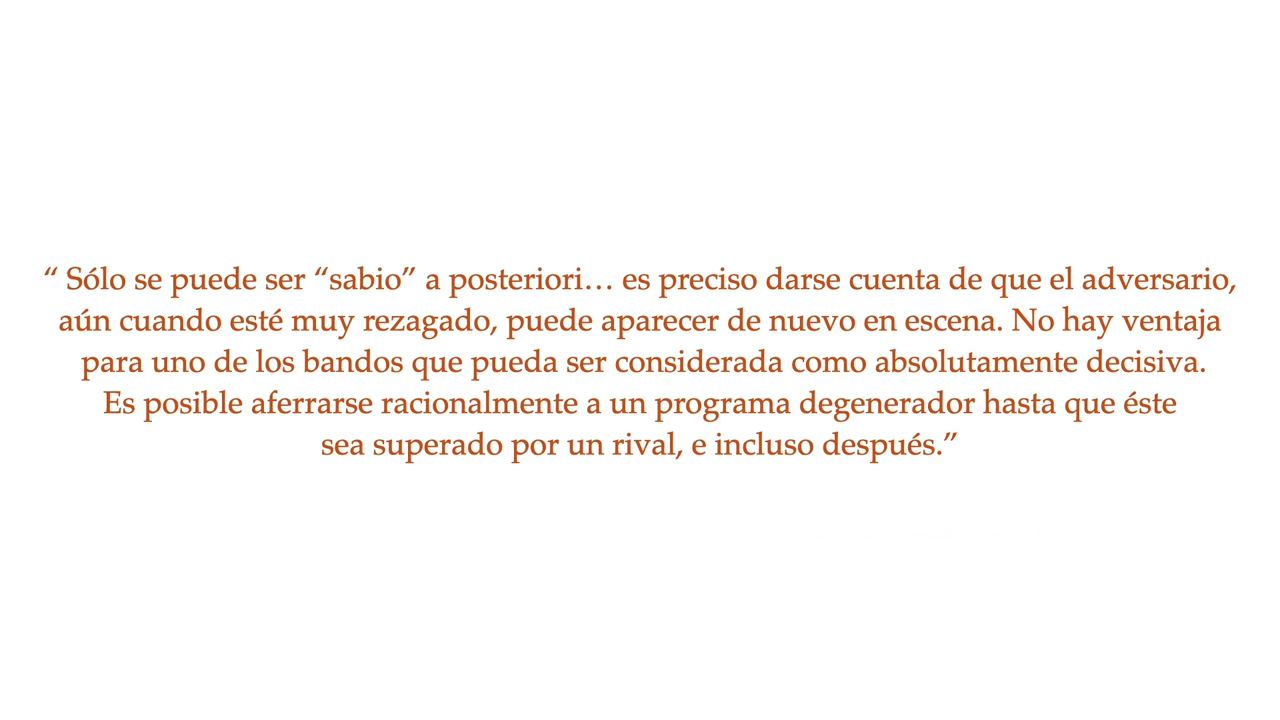 “ Sólo se puede ser “sabio” a posteriori… es preciso darse cuenta de que el adversario,
aún cuando esté muy rezagado, puede aparecer de nuevo en escena. No hay ventaja
para uno de los bandos que pueda ser considerada como absolutamente decisiva.
Es posible aferrarse racionalmente a un programa degenerador hasta que éste
sea superado por un rival, e incluso después.”